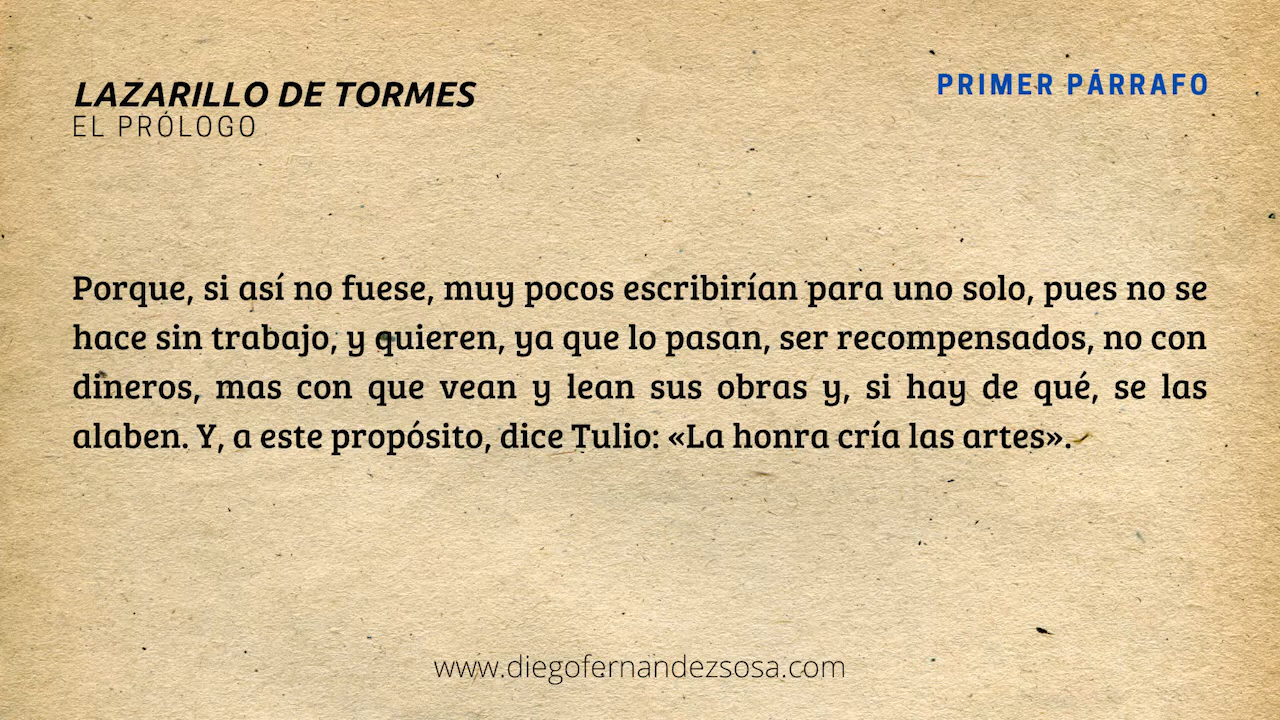 LAZARILLO DE TORMES
EL PRÓLOGO
PRIMER PÁRRAFO
Porque, si así no fuese, muy pocos escribirían para uno solo, pues no se
hace sin trabajo, y quieren, ya que lo pasan, ser recompensados, no con
dineros, mas con que vean y lean sus obras y, si hay de qué, se las
alaben. Y, a este propósito, dice Tulio: «La honra cría las artes».
www.diegofernandezsosa.com